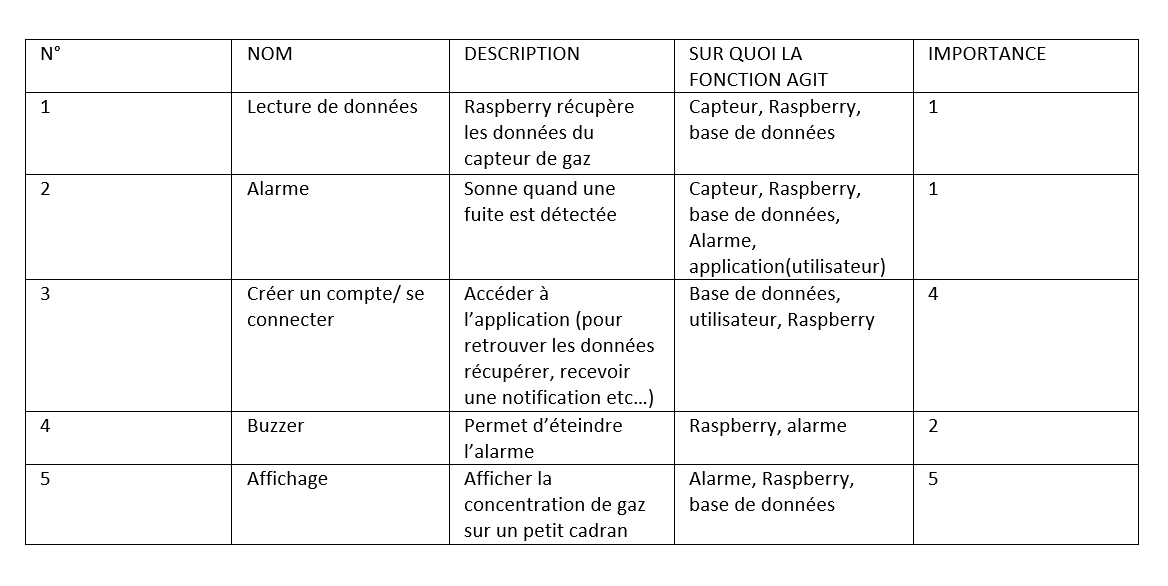 N°
NOM
DESCRIPTION
SUR QUOI LA
FONCTION AGIT
IMPORTANCE
1
Lecture de données
Raspberry récupère
les données du
capteur de gaz
Capteur, Raspberry,
base de données
1
2
Alarme
Sonne quand une
fuite est détectée
Capteur, Raspberry,
base de données,
Alarme,
application(utilisateur)
1
3
Créer un compte/ se
connecter
Accéder à
l’application (pour
retrouver les données
récupérer, recevoir
une notification etc…)
Base de données,
utilisateur, Raspberry
4
4
Buzzer
Permet d’éteindre
l’alarme
Raspberry, alarme
2
5
Affichage
Afficher la
concentration de gaz
sur un petit cadran
Alarme, Raspberry,
base de données
5